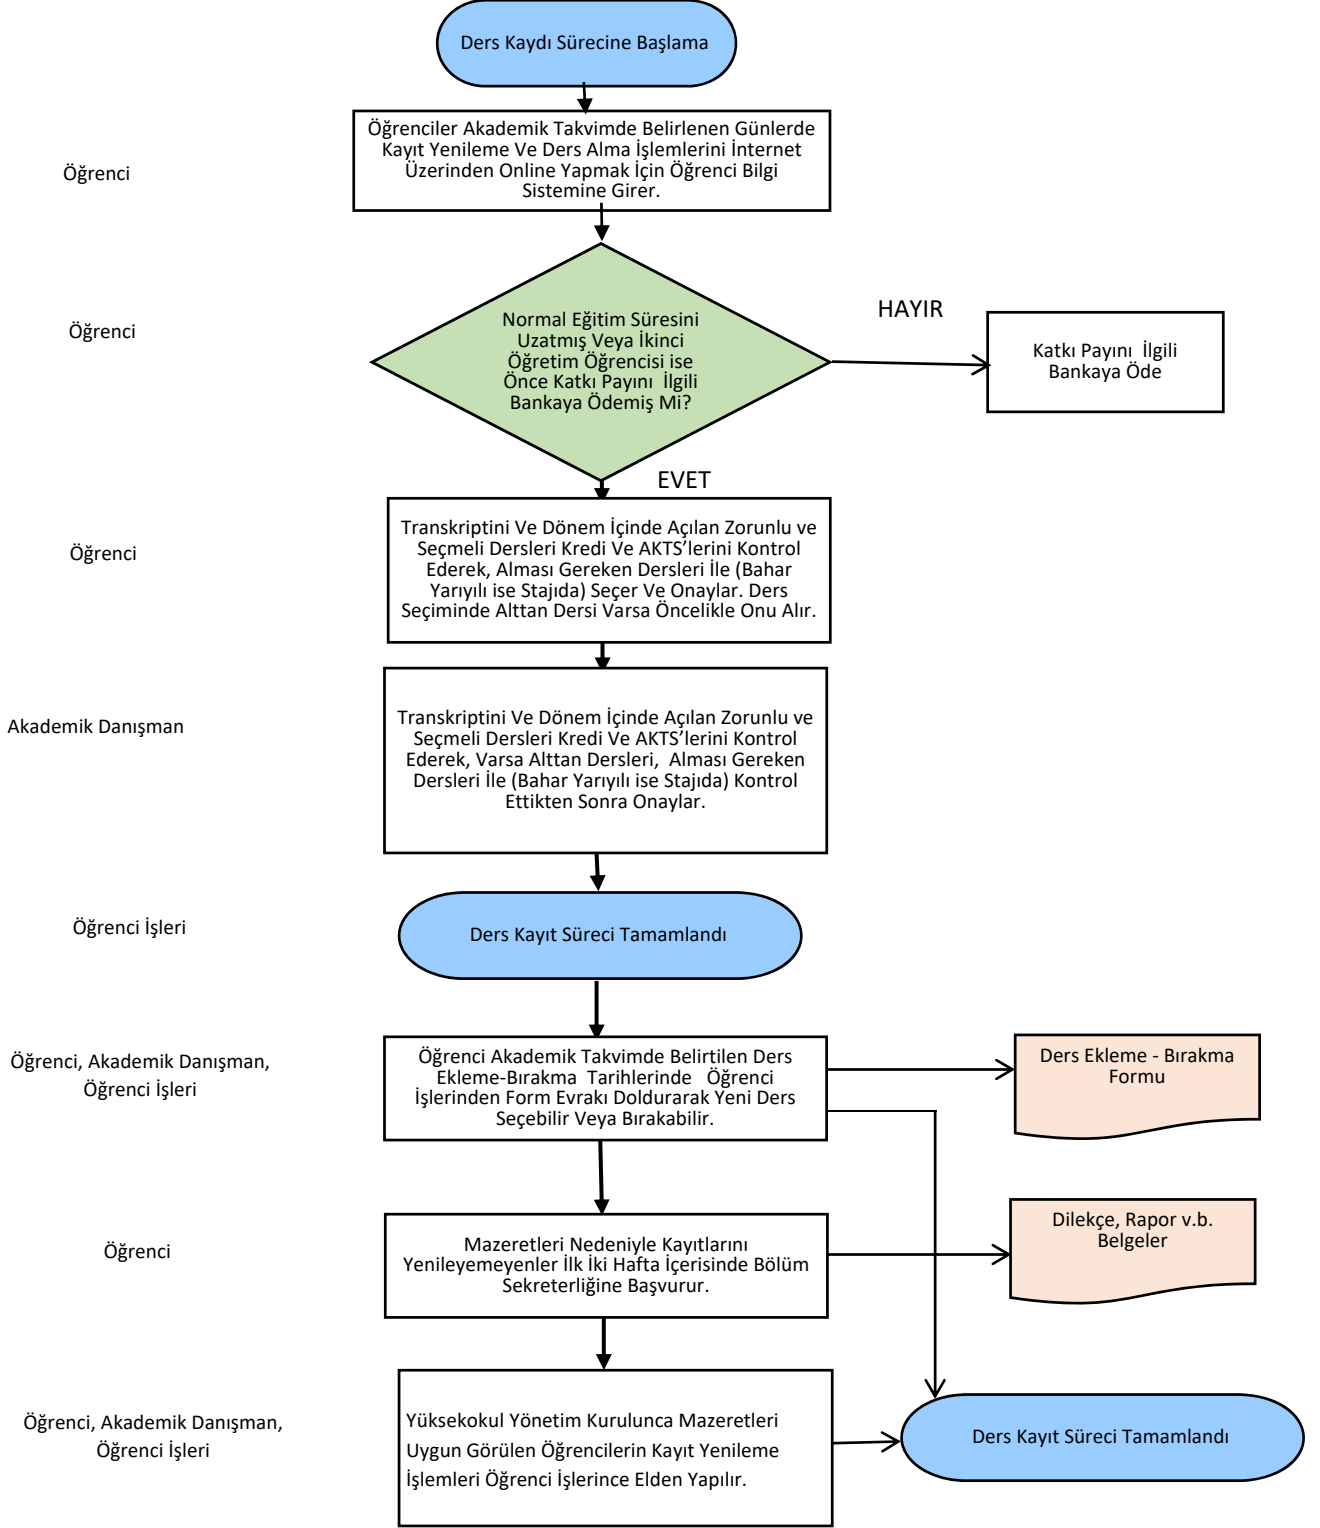 Ders Kaydı Sürecine Başlama
Öğrenci
Öğrenciler Akademik Takvimde Belirlenen Günlerde
Kayıt Yenileme Ve Ders Alma İşlemlerini İnternet
Üzerinden Online Yapmak İçin Öğrenci Bilgi
Sistemine Girer.
Öğrenci
Normal Eğitim Süresini
Uzatmış Veya İkinci
Öğretim Öğrencisi ise
Önce Katkı Payını İlgili
Bankaya Ödemiş Mi?
HAYIR
Katkı Payını İlgili
Bankaya Öde
EVET
Öğrenci
Transkriptini Ve Dönem İçinde Açılan Zorunlu ve
Seçmeli Dersleri Kredi Ve AKTS’lerini Kontrol
Ederek, Alması Gereken Dersleri İle (Bahar
Yarıyılı ise Stajıda) Seçer Ve Onaylar. Ders
Seçiminde Alttan Dersi Varsa Öncelikle Onu Alır.
Akademik Danışman
Transkriptini Ve Dönem İçinde Açılan Zorunlu ve
Seçmeli Dersleri Kredi Ve AKTS’lerini Kontrol
Ederek, Varsa Alttan Dersleri, Alması Gereken
Dersleri İle (Bahar Yarıyılı ise Stajıda) Kontrol
Ettikten Sonra Onaylar.
Öğrenci İşleri
Ders Kayıt Süreci Tamamlandı
Öğrenci, Akademik Danışman,
Öğrenci İşleri
Öğrenci Akademik Takvimde Belirtilen Ders
Ekleme-Bırakma Tarihlerinde Öğrenci
İşlerinden Form Evrakı Doldurarak Yeni Ders
Seçebilir Veya Bırakabilir.
Ders Ekleme - Bırakma
Formu
Öğrenci
Mazeretleri Nedeniyle Kayıtlarını
Yenileyemeyenler İlk İki Hafta İçerisinde Bölüm
Sekreterliğine Başvurur.
Dilekçe, Rapor v.b.
Belgeler
Öğrenci, Akademik Danışman,
Öğrenci İşleri
Yüksekokul Yönetim Kurulunca Mazeretleri
Uygun Görülen Öğrencilerin Kayıt Yenileme
İşlemleri Öğrenci İşlerince Elden Yapılır.
Ders Kayıt Süreci Tamamlandı